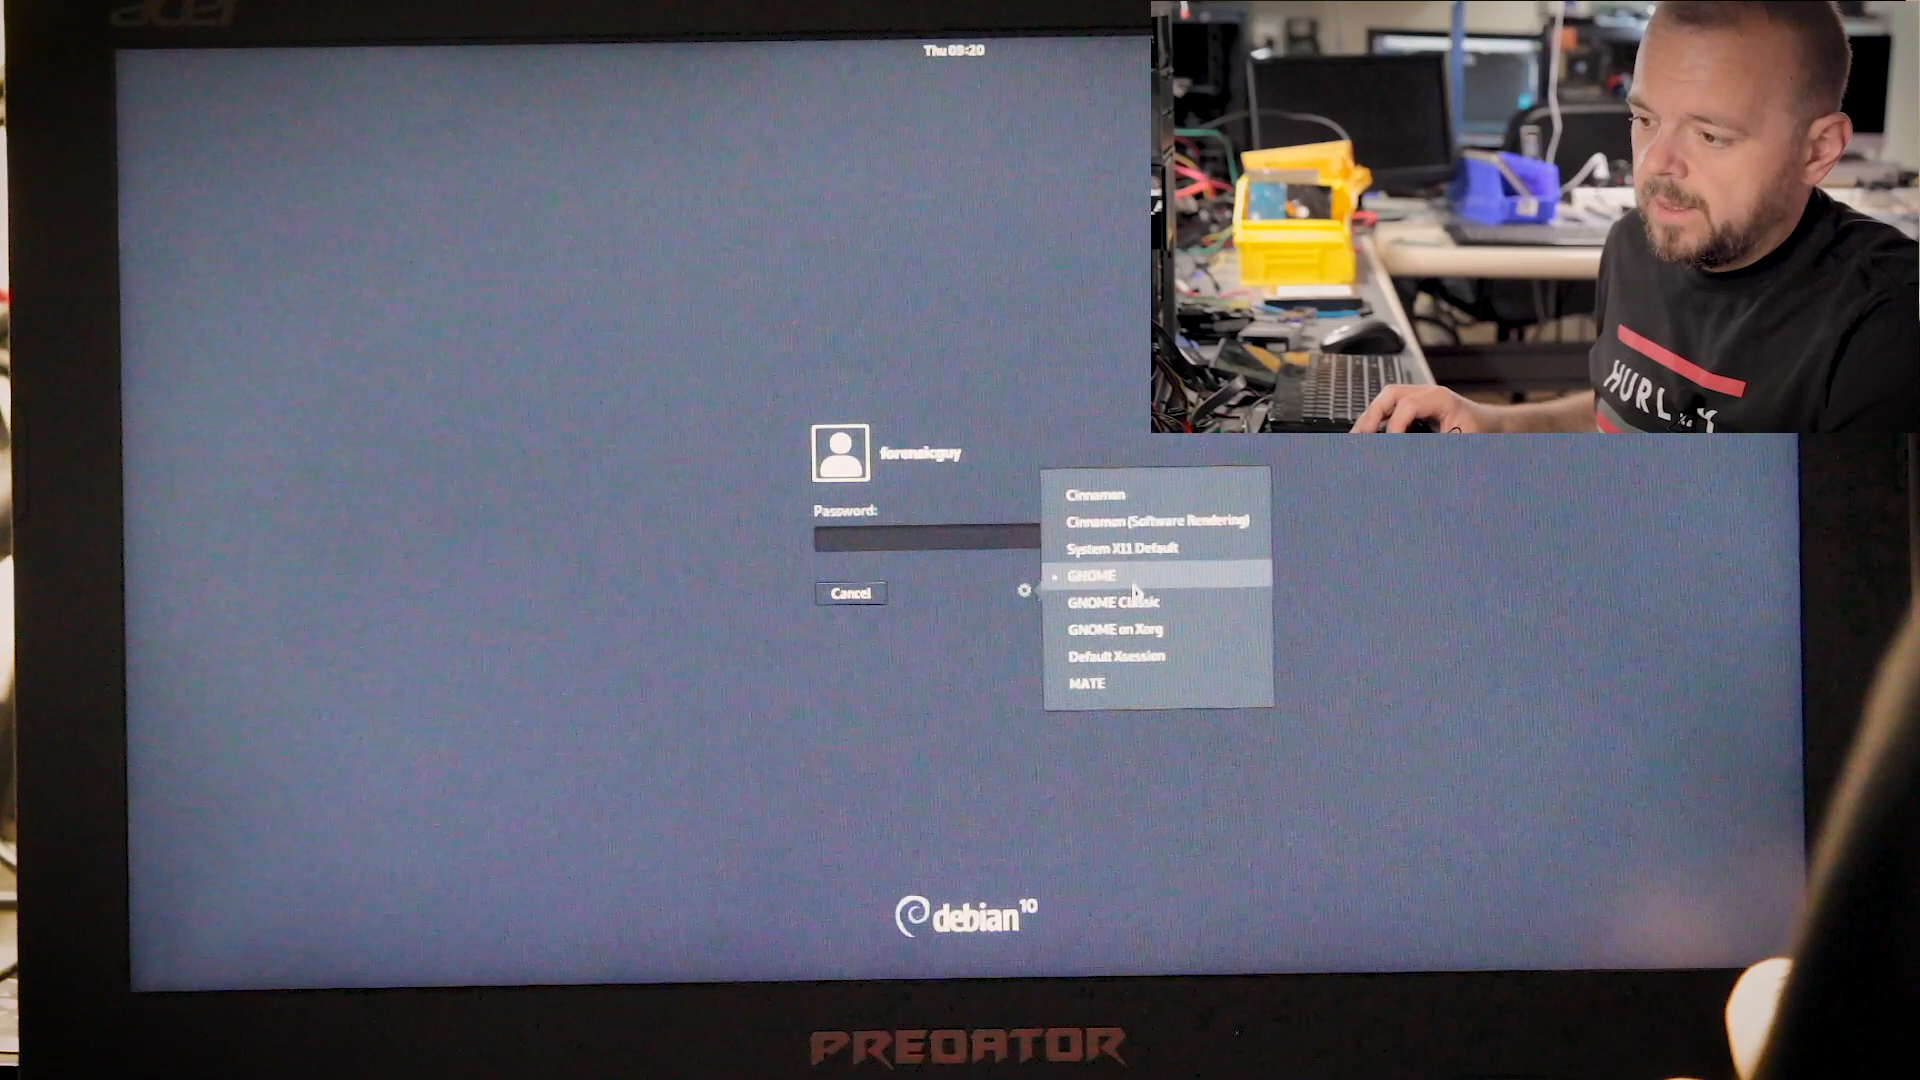 acer
Thu 09:20
forensicguy
Password:
Cancel
Cinnamon
Cinnamon (Software Rendering)
System X11 Default
GNOME
GNOME Classic
GNOME on Xorg
Default Xsession
MATE
debian 10
PREDATOR